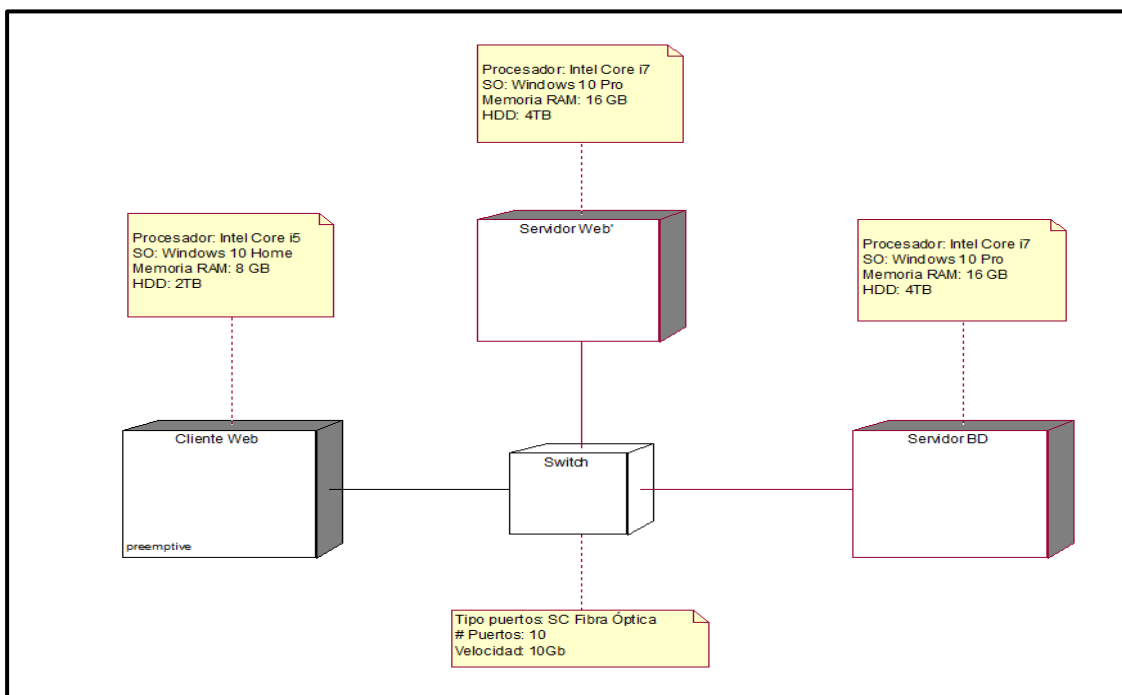 Procesador: Intel Core i7
SO: Windows 10 Pro
Memoria RAM: 16 GB
HDD: 4TB
Servidor Web'
Procesador: Intel Core i5
SO: Windows 10 Home
Memoria RAM: 8 GB
HDD: 2TB
Procesador: Intel Core i7
SO: Windows 10 Pro
Memoria RAM: 16 GB
HDD: 4TB
Cliente Web
preemptive
Switch
Servidor BD
Tipo puertos: SC Fibra Óptica
# Puertos: 10
Velocidad: 10Gb